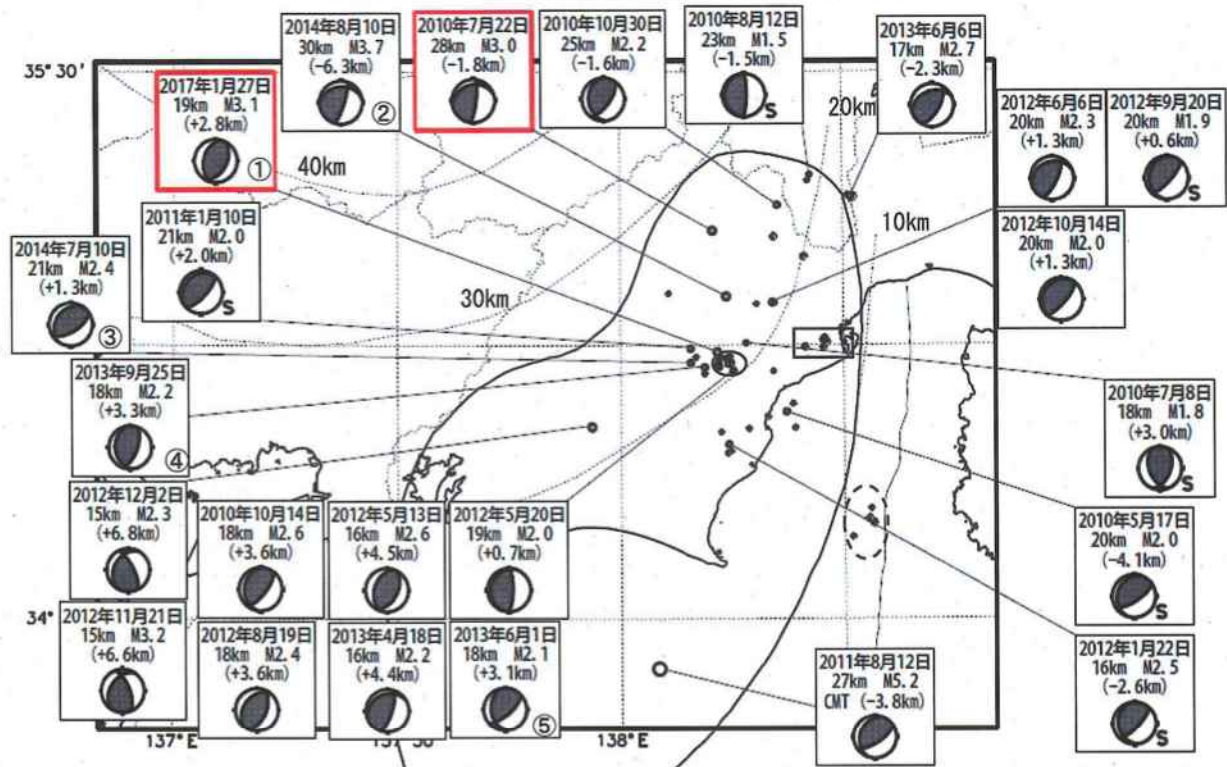 2014年8月10日
30km M3.7
(-6.3km)
②
2010年7月22日
28km M3.0
(-1.8km)
2010年10月30日
25km M2.2
(-1.6km)
2010年8月12日
23km M1.5
(-1.5km)
S
2013年6月6日
17km M2.7
(-2.3km)
35°30'
2017年1月27日
19km M3.1
(+2.8km)
①
2012年6月6日
20km M2.3
(+1.3km)
2012年9月20日
20km M1.9
(+0.6km)
S
20km
40km
10km
30km
2011年1月10日
21km M2.0
(+2.0km)
S
2012年10月14日
20km M2.0
(+1.3km)
2014年7月10日
21km M2.4
(+1.3km)
③
2013年9月25日
18km M2.2
(+3.3km)
④
2010年7月8日
18km M1.8
(+3.0km)
S
2012年12月2日
15km M2.3
(+6.8km)
2010年10月14日
18km M2.6
(+3.6km)
2012年5月13日
16km M2.6
(+4.5km)
2012年5月20日
19km M2.0
(+0.7km)
2010年5月17日
20km M2.0
(-4.1km)
S
34°
2012年11月21日
15km M3.2
(+6.6km)
2012年8月19日
18km M2.4
(+3.6km)
2013年4月18日
16km M2.2
(+4.4km)
2013年6月1日
18km M2.1
(+3.1km)
⑤
2011年8月12日
27km M5.2
CMT (-3.8km)
2012年1月22日
16km M2.5
(-2.6km)
S
137°E
138°E